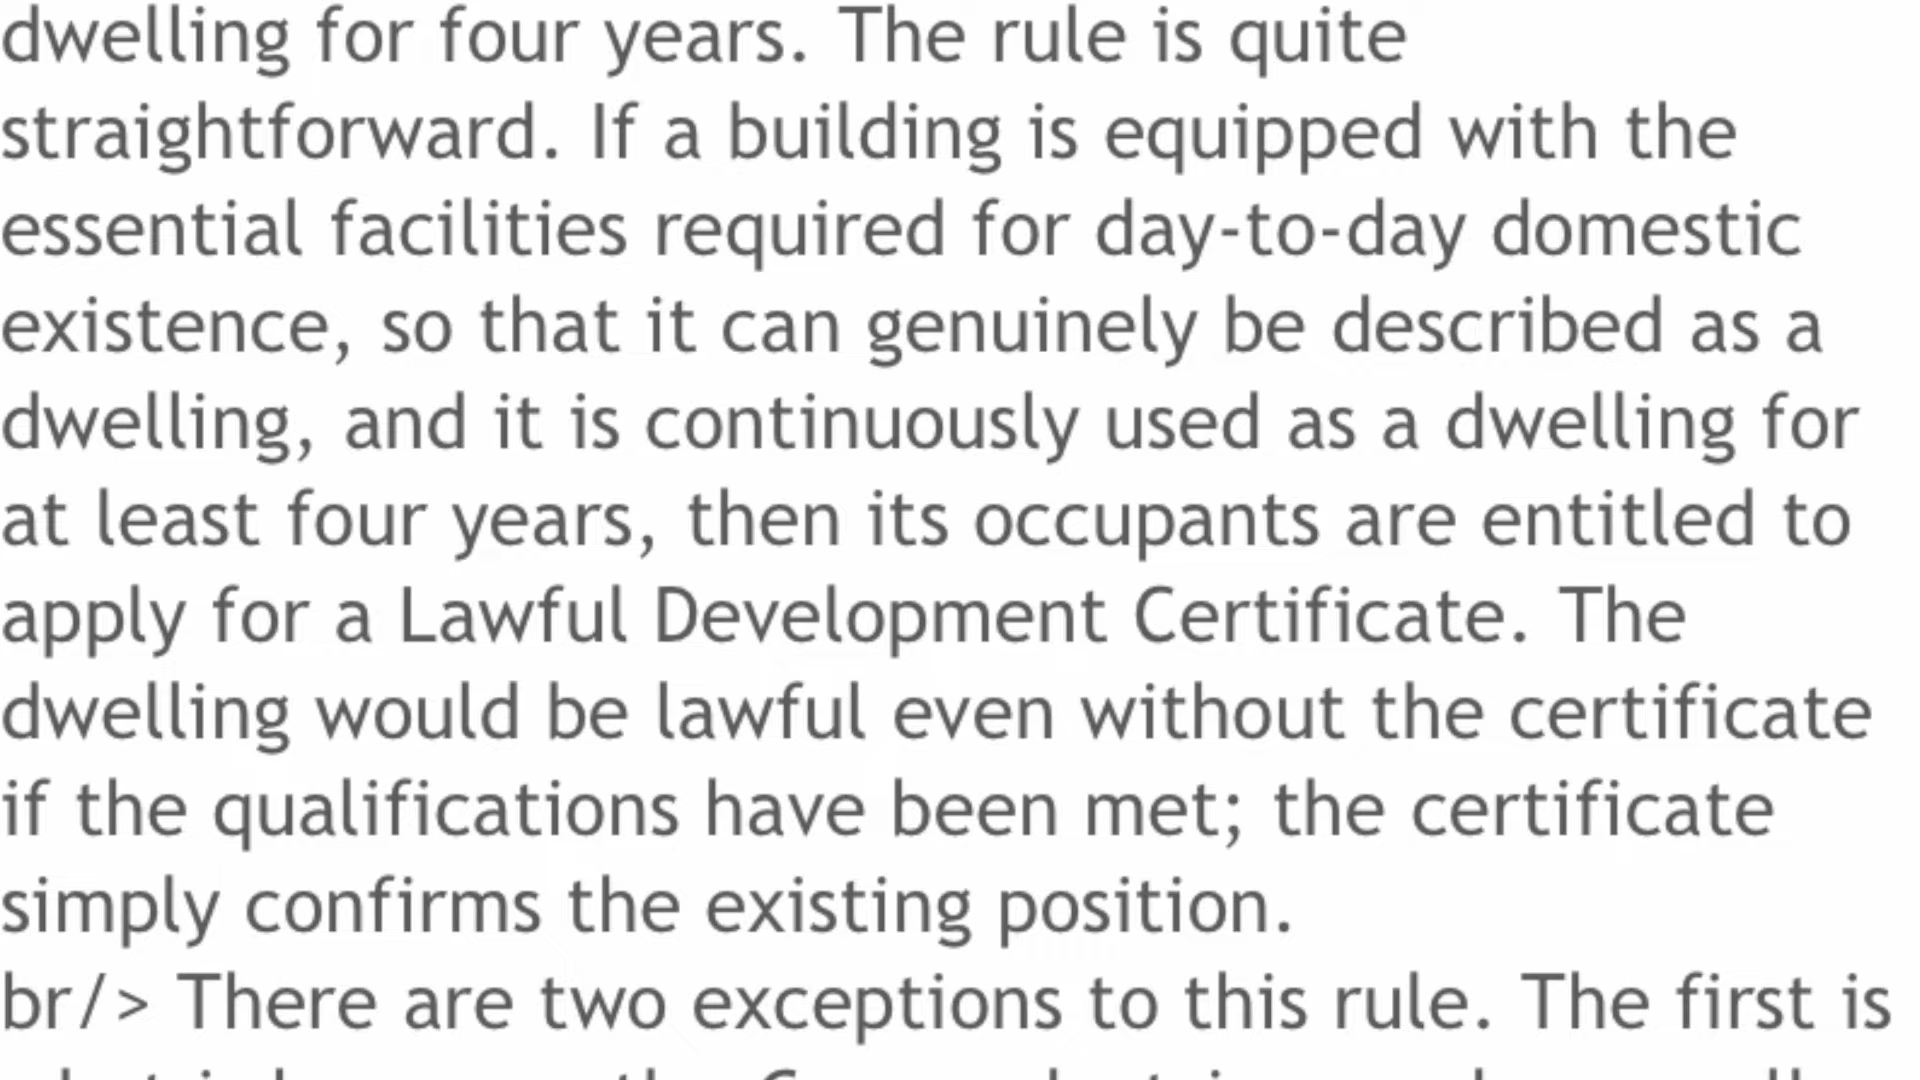 dwelling for four years. The rule is quite
straightforward. If a building is equipped with the
essential facilities required for day-to-day domestic
existence, so that it can genuinely be described as a
dwelling, and it is continuously used as a dwelling for
at least four years, then its occupants are entitled to
apply for a Lawful Development Certificate. The
dwelling would be lawful even without the certificate
if the qualifications have been met; the certificate
simply confirms the existing position.
br/> There are two exceptions to this rule. The first is